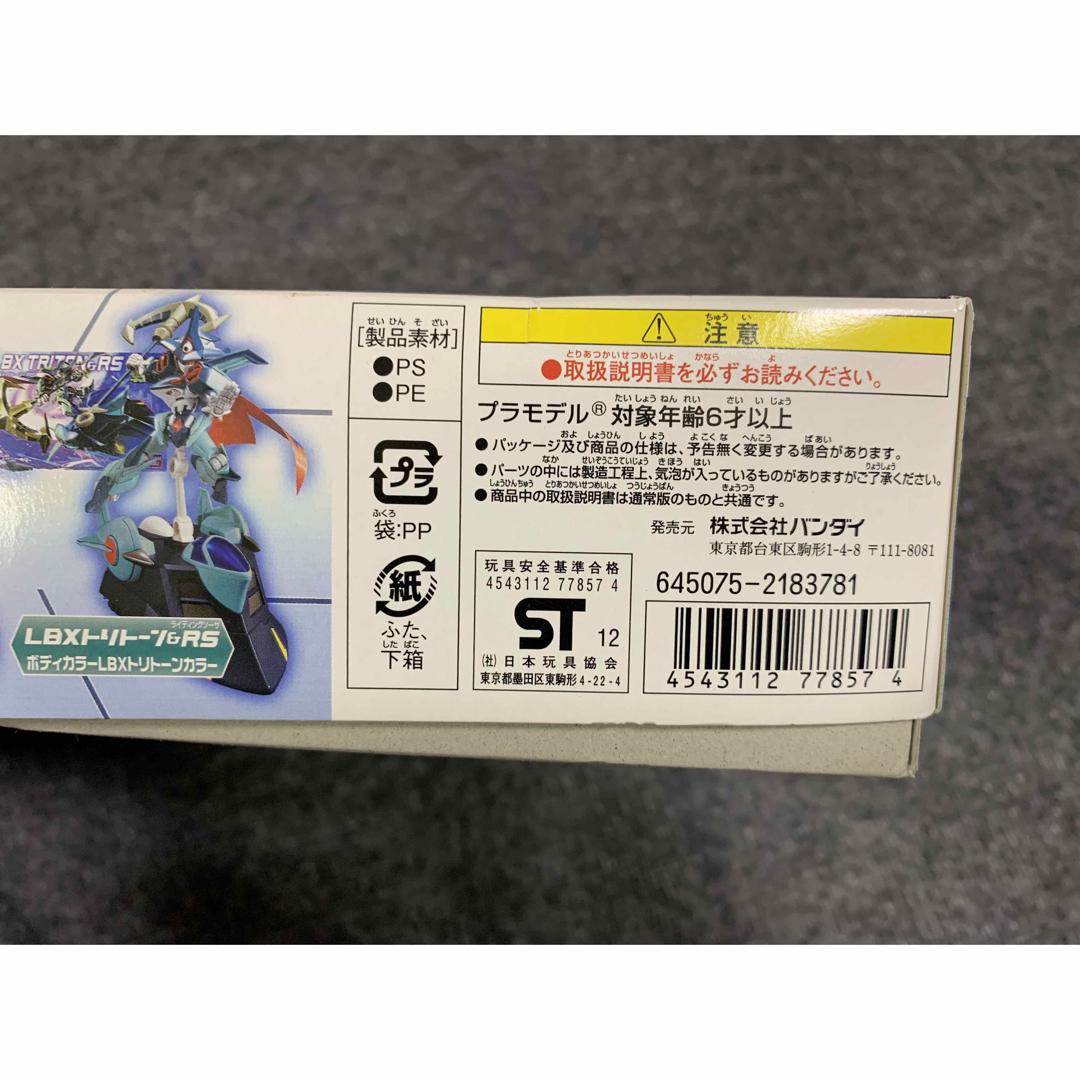 BX TRITON&RS
ライディングソーサ
LBXトリトーン&RS
ボディカラーLBXトリトーンカラー
せいひんそざい
[製品素材]
●PS
●PE
プラ
ふくろ
袋:PP
紙
ふた、
したばこ
下箱
ちゅうい
注意
とりあつかいせつめいしょ かなら よ
●取扱説明書を必ずお読みください。
たいしょうねんれい さいいじょう
プラモデル® 対象年齢6才以上
およ しょうひん しよう よこくな へんこう ばあい
●パッケージ及び商品の仕様は、予告無く変更する場合があります。
なか せいぞうこうていじょう きほう はい りょうしょう
●パーツの中には製造工程上、気泡が入っているものがありますがご了承ください。
しょうひんちゅう とりあつかいせつめいしょ つうじょうばん きょうつう
●商品中の取扱説明書は通常版のものと共通です。
発売元 株式会社バンダイ
東京都台東区駒形1-4-8 〒111-8081
玩具安全基準合格
4543112 77857 4
ST 12
(社)日本玩具協会
東京都墨田区東駒形4-22-4
645075-2183781
4543112 77857 4